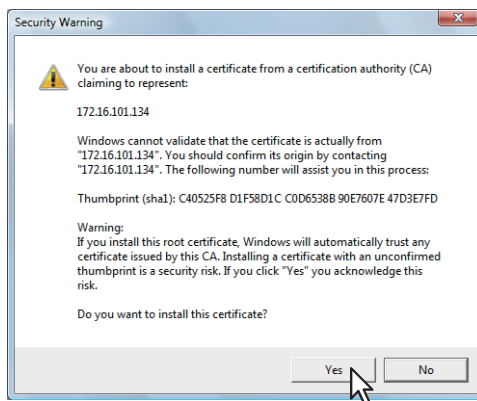 Security Warning
You are about to install a certificate from a certification authority (CA)
claiming to represent:
172.16.101.134
Windows cannot validate that the certificate is actually from
"172.16.101.134". You should confirm its origin by contacting
"172.16.101.134". The following number will assist you in this process:
Thumbprint (sha1): C40525F8 D1F58D1C C0D6538B 90E7607E 47D3E7FD
Warning:
If you install this root certificate, Windows will automatically trust any
certificate issued by this CA. Installing a certificate with an unconfirmed
thumbprint is a security risk. If you click "Yes" you acknowledge this
risk.
Do you want to install this certificate?
Yes No